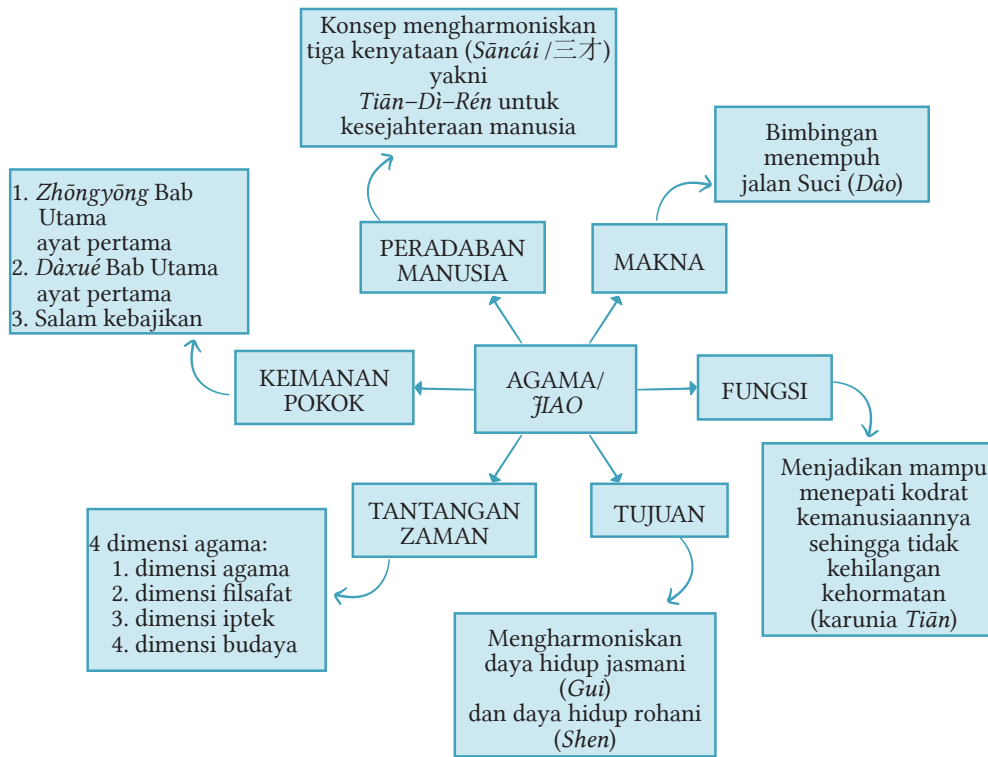 Konsep mengharmoniskan
tiga kenyataan (Sāncái /三才)
yakni
Tiān–Dì–Rén untuk
kesejahteraan manusia
Bimbingan
menempuh
jalan Suci (Dào)
1. Zhōngyōng Bab
Utama
ayat pertama
2. Dàxué Bab Utama
ayat pertama
3. Salam kebajikan
PERADABAN
MANUSIA
MAKNA
KEIMANAN
POKOK
AGAMA/
JIAO
FUNGSI
TANTANGAN
ZAMAN
TUJUAN
Menjadikan mampu
menepati kodrat
kemanusiaannya
sehingga tidak
kehilangan
kehormatan
(karunia Tiān)
4 dimensi agama:
1. dimensi agama
2. dimensi filsafat
3. dimensi iptek
4. dimensi budaya
Mengharmoniskan
daya hidup jasmani
(Gui)
dan daya hidup rohani
(Shen)